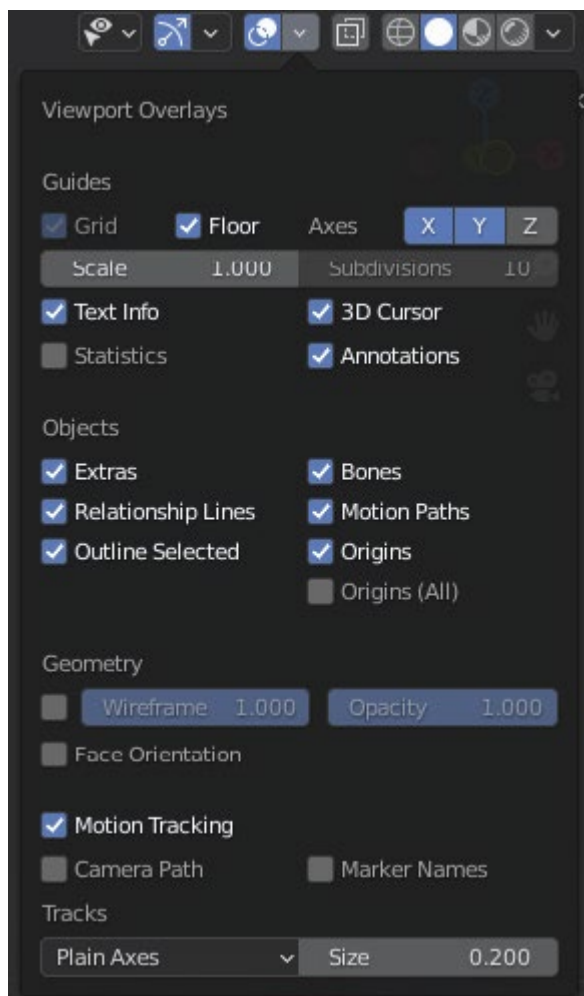 Viewport Overlays
Guides
Grid Floor Axes X Y Z
Scale 1.000 Subdivisions 10
Text Info 3D Cursor
Statistics Annotations
Objects
Extras Bones
Relationship Lines Motion Paths
Outline Selected Origins
Origins (All)
Geometry
Wireframe 1.000 Opacity 1.000
Face Orientation
Motion Tracking
Camera Path Marker Names
Tracks
Plain Axes Size 0.200